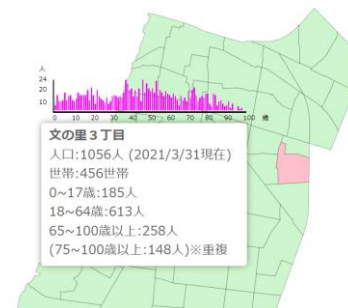 人
24
20
10
0 10 20 30 40 50 60 70 80 90 100 歳
文の里3丁目
人口:1056人 (2021/3/31現在)
世帯:456世帯
0~17歳:185人
18~64歳:613人
65~100歳以上:258人
(75~100歳以上:148人)※重複